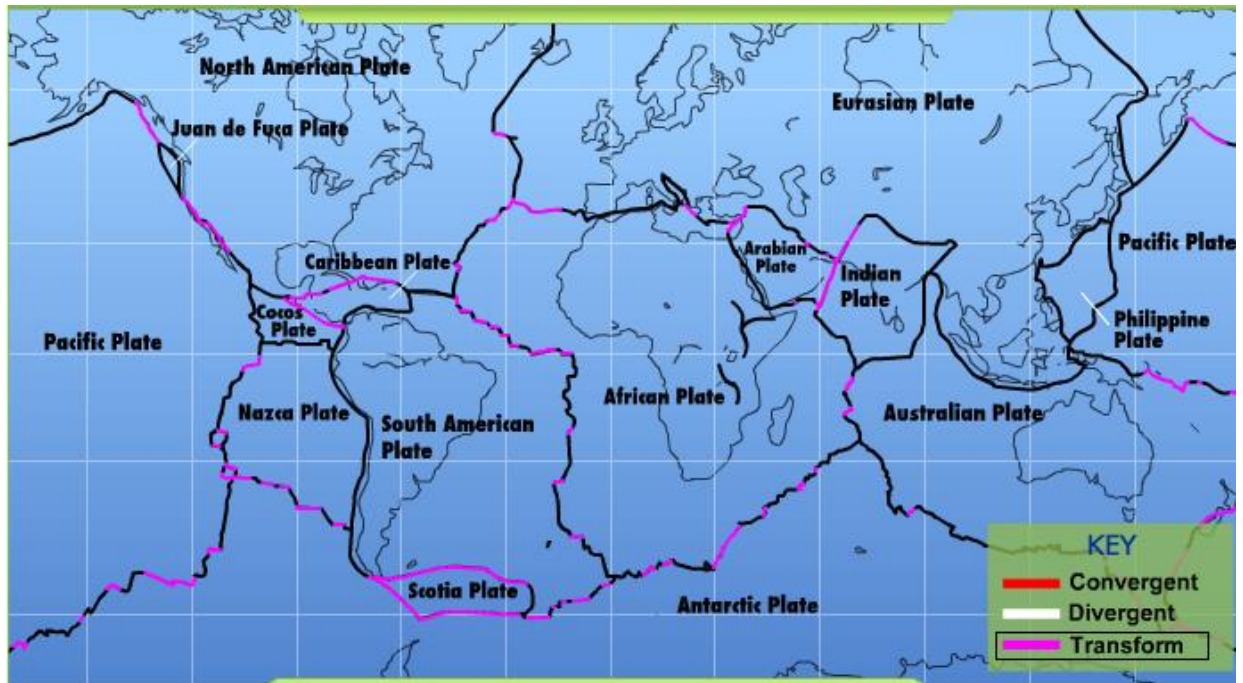 North American Plate
Eurasian Plate
Juan de Fuca Plate
Caribbean Plate
Arabian
Plate
Indian
Plate
Pacific Plate
Cocos
Plate
Philippine
Plate
Pacific Plate
Nazca Plate
South American
Plate
African Plate
Australian Plate
Scotia Plate
Antarctic Plate
KEY
Convergent
Divergent
Transform